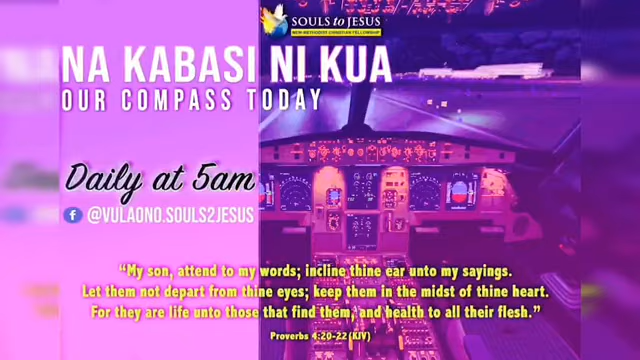 SOULS to JESUS
NEW METHODIST CHRISTIAN FELLOWSHIP
NA KABASI NI KUA
OUR COMPASS TODAY
Daily at 5am
f @VULAONO.SOULS2JESUS
“My son, attend to my words; incline thine ear unto my sayings.
Let them not depart from thine eyes; keep them in the midst of thine heart.
For they are life unto those that find them, and health to all their flesh.”
Proverbs 4:20-22 (KJV)